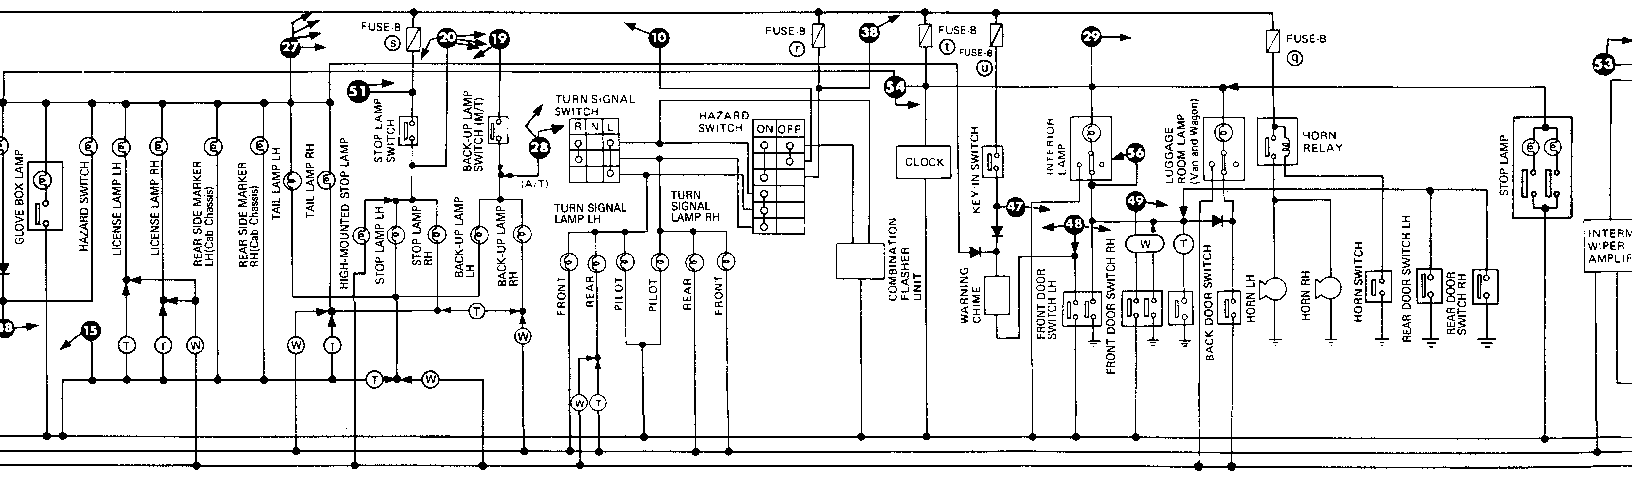 27
FUSE-B
s
20
19
10
FUSE-B
r
38
t
FUSE-B
u
29
FUSE-B
q
53
51
54
STOP LAMP
SWITCH
BACK-UP LAMP
SWITCH (M/T)
TURN SIGNAL
SWITCH
R N L
28
(A/T)
HAZARD
SWITCH
ON OFF
CLOCK
KEY IN SWITCH
INTERIOR
LAMP
56
LUGGAGE
ROOM LAMP
(Van and Wagon)
HORN
RELAY
STOP LAMP
GLOVE BOX LAMP
HAZARD SWITCH
LICENSE LAMP LH
LICENSE LAMP RH
REAR SIDE MARKER
LH(Cab Chassis)
REAR SIDE MARKER
RH(Cab Chassis)
TAIL LAMP LH
TAIL LAMP RH
HIGH-MOUNTED STOP LAMP
STOP LAMP LH
STOP LAMP
RH
BACK-UP LAMP
LH
BACK-UP LAMP
RH
TURN SIGNAL
LAMP LH
TURN
SIGNAL
LAMP RH
FRONT
REAR
PILOT
PILOT
REAR
FRONT
COMBINATION
FLASHER
UNIT
47
48
49
W
T
WARNING
CHIME
FRONT DOOR
SWITCH LH
FRONT DOOR SWITCH RH
BACK DOOR SWITCH
HORN LH
HORN RH
HORN SWITCH
REAR DOOR SWITCH LH
REAR DOOR
SWITCH RH
INTERM
WIPER
AMPLIF
15
T
T
W
W
T
T
W
T
W
W
T